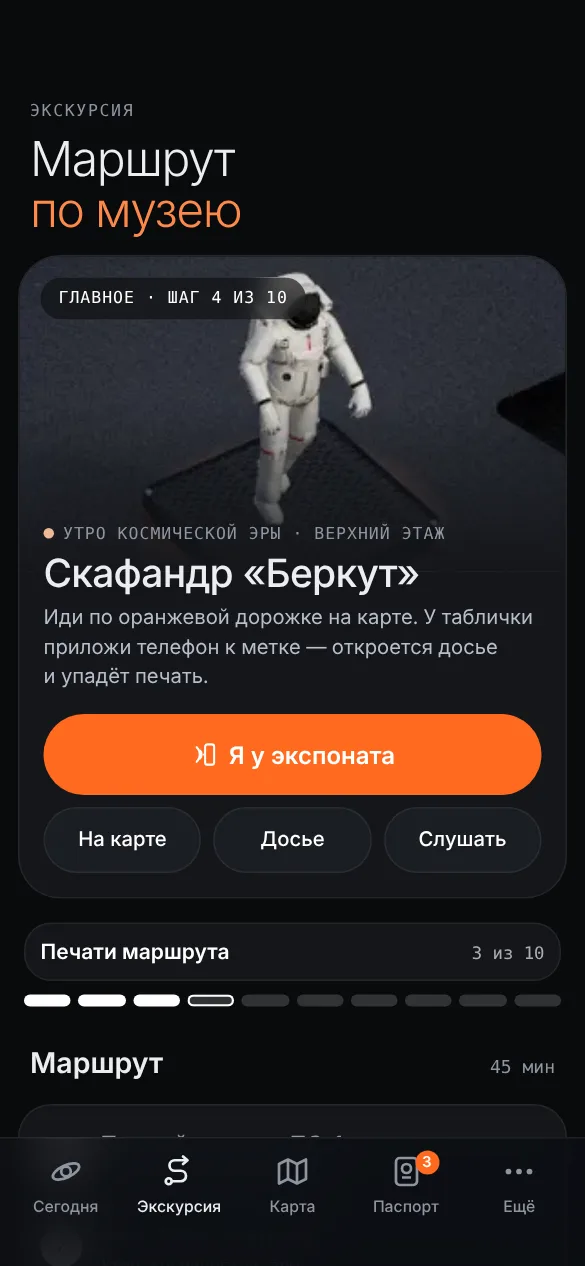 ЭКСКУРСИЯ
Маршрут
по музею
ГЛАВНОЕ · ШАГ 4 ИЗ 10
УТРО КОСМИЧЕСКОЙ ЭРЫ · ВЕРХНИЙ ЭТАЖ
Скафандр «Беркут»
Иди по оранжевой дорожке на карте. У таблички
приложи телефон к метке — откроется досье
и упадёт печать.
Я у экспоната
На карте
Досье
Слушать
Печати маршрута
3 из 10
Маршрут
45 мин
3
Сегодня
Экскурсия
Карта
Паспорт
Ещё